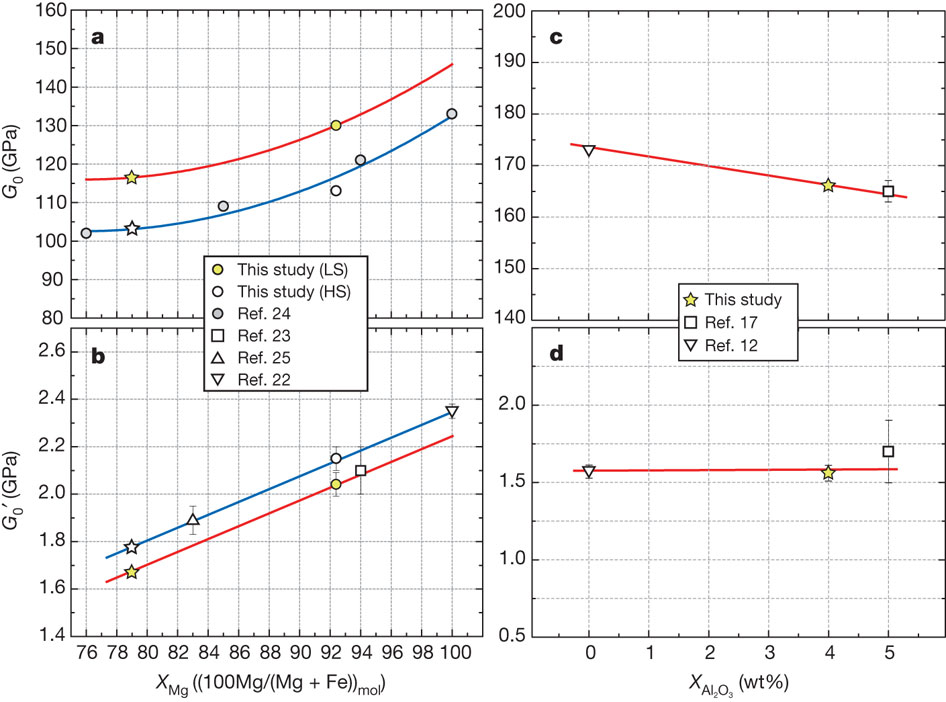 a
160
150
140
130
120
110
100
90
80
G0 (GPa)
This study (LS)
This study (HS)
Ref. 24
Ref. 23
Ref. 25
Ref. 22
b
2.6
2.4
2.2
2.0
1.8
1.6
1.4
G0′ (GPa)
76 78 80 82 84 86 88 90 92 94 96 98 100
XMg ((100Mg/(Mg + Fe))mol)
c
200
190
180
170
160
150
140
This study
Ref. 17
Ref. 12
d
2.0
1.5
1.0
0.5
0 1 2 3 4 5
XAl2O3 (wt%)